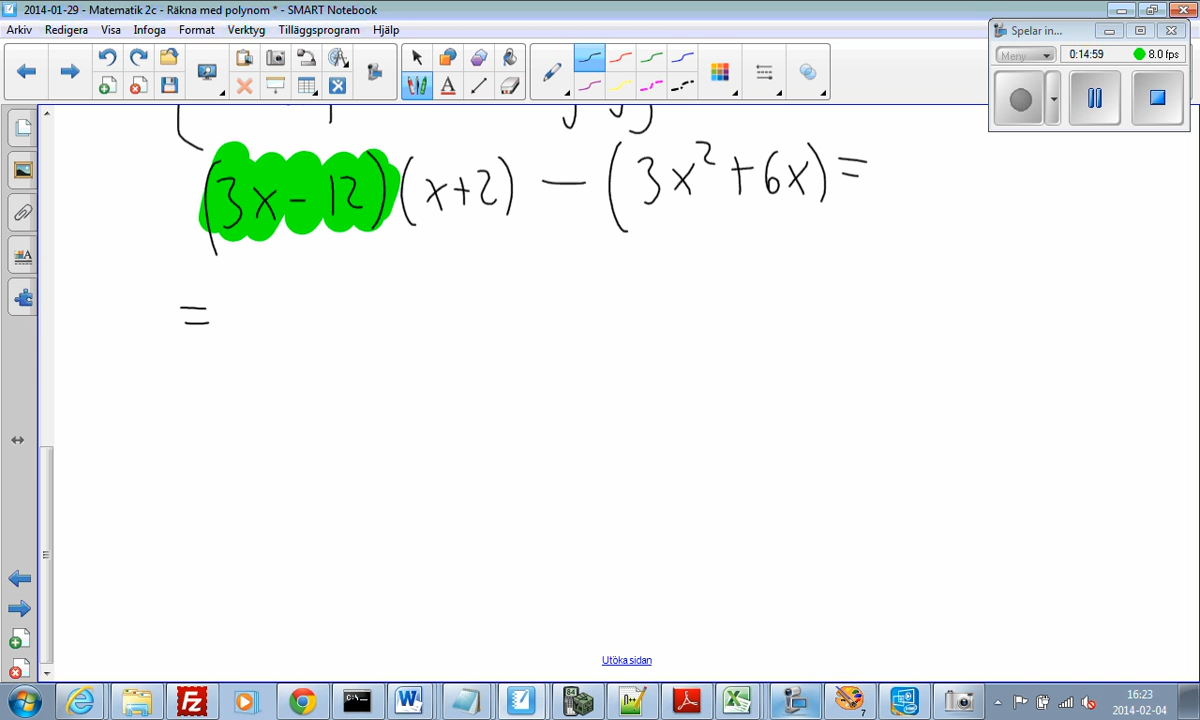 2014-01-29 - Matematik 2c - Räkna med polynom * - SMART Notebook
Arkiv Redigera Visa Infoga Format Verktyg Tilläggsprogram Hjälp
Spelar in...
Meny 0:14:59 8.0 fps
(3x - 12)(x+2) - (3x² + 6x) =
=
Utöka sidan
16:23
2014-02-04